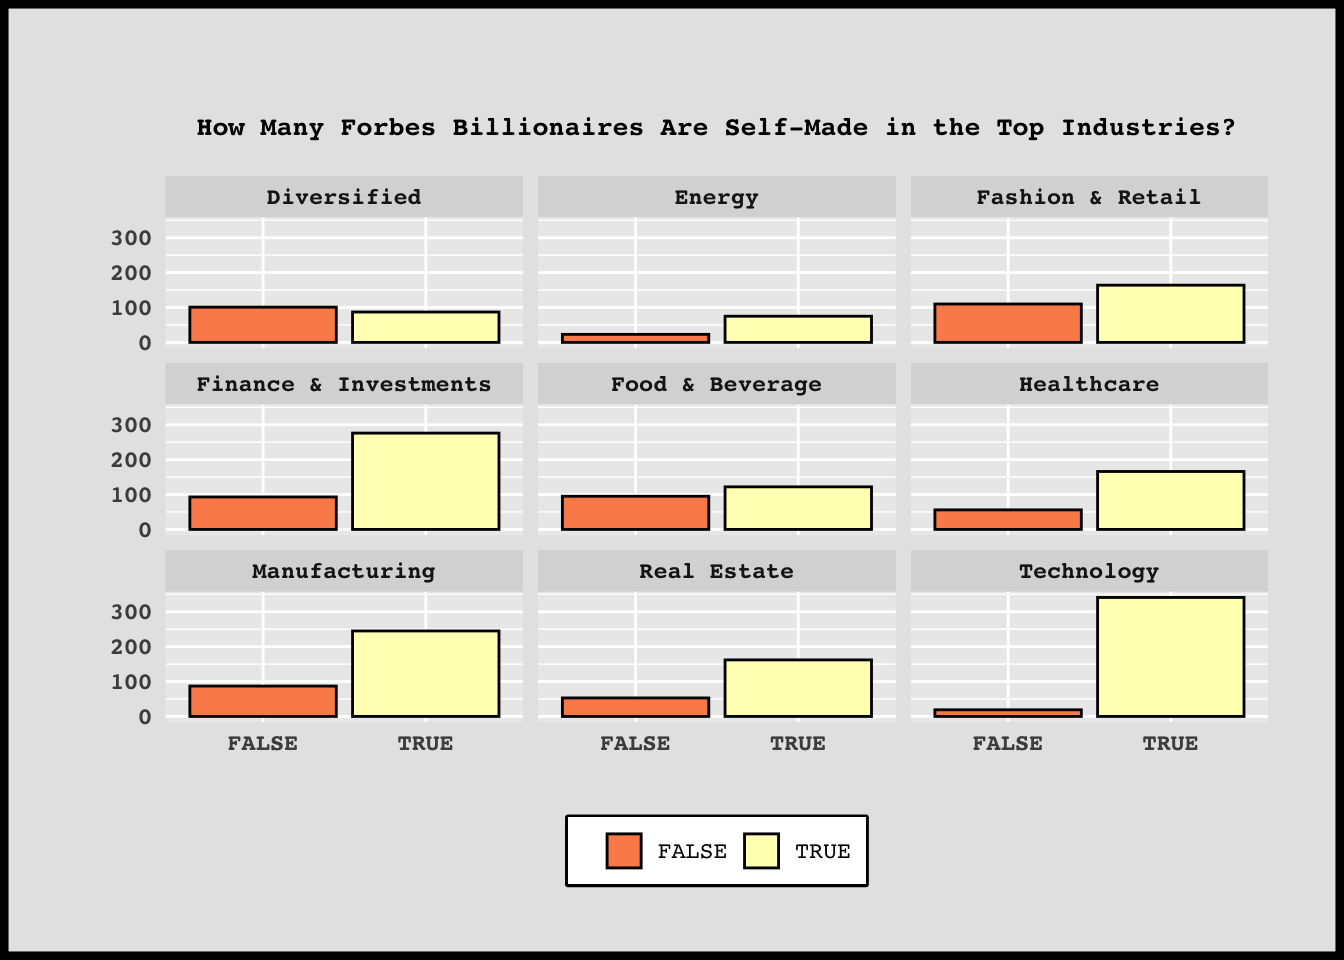 How Many Forbes Billionaires Are Self-Made in the Top Industries?
Diversified Energy Fashion & Retail
300
200
100
0
Finance & Investments Food & Beverage Healthcare
300
200
100
0
Manufacturing Real Estate Technology
300
200
100
0
FALSE TRUE FALSE TRUE FALSE TRUE
FALSE TRUE